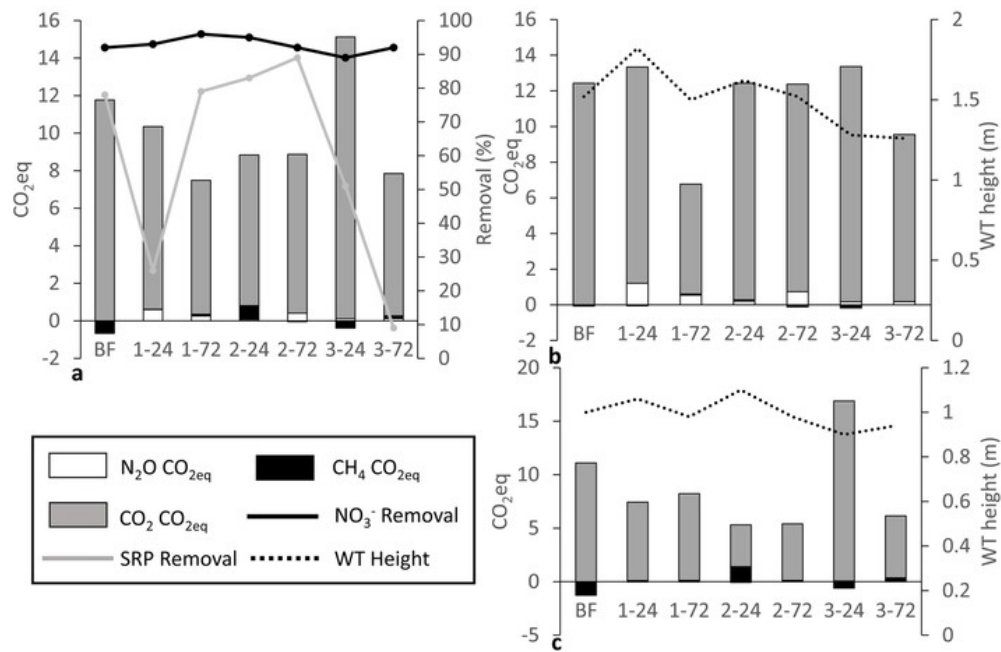 16
14
12
10
8
6
4
2
0
-2
CO2eq
100
90
80
70
60
50
40
30
20
10
0
Removal (%)
BF 1-24 1-72 2-24 2-72 3-24 3-72
a
16
14
12
10
8
6
4
2
0
-2
CO2eq
2
1.5
1
0.5
0
WT height (m)
BF 1-24 1-72 2-24 2-72 3-24 3-72
b
N2O CO2eq
CH4 CO2eq
CO2 CO2eq
NO3- Removal
SRP Removal
WT Height
20
15
10
5
0
-5
CO2eq
1.2
1
0.8
0.6
0.4
0.2
0
WT height (m)
BF 1-24 1-72 2-24 2-72 3-24 3-72
c